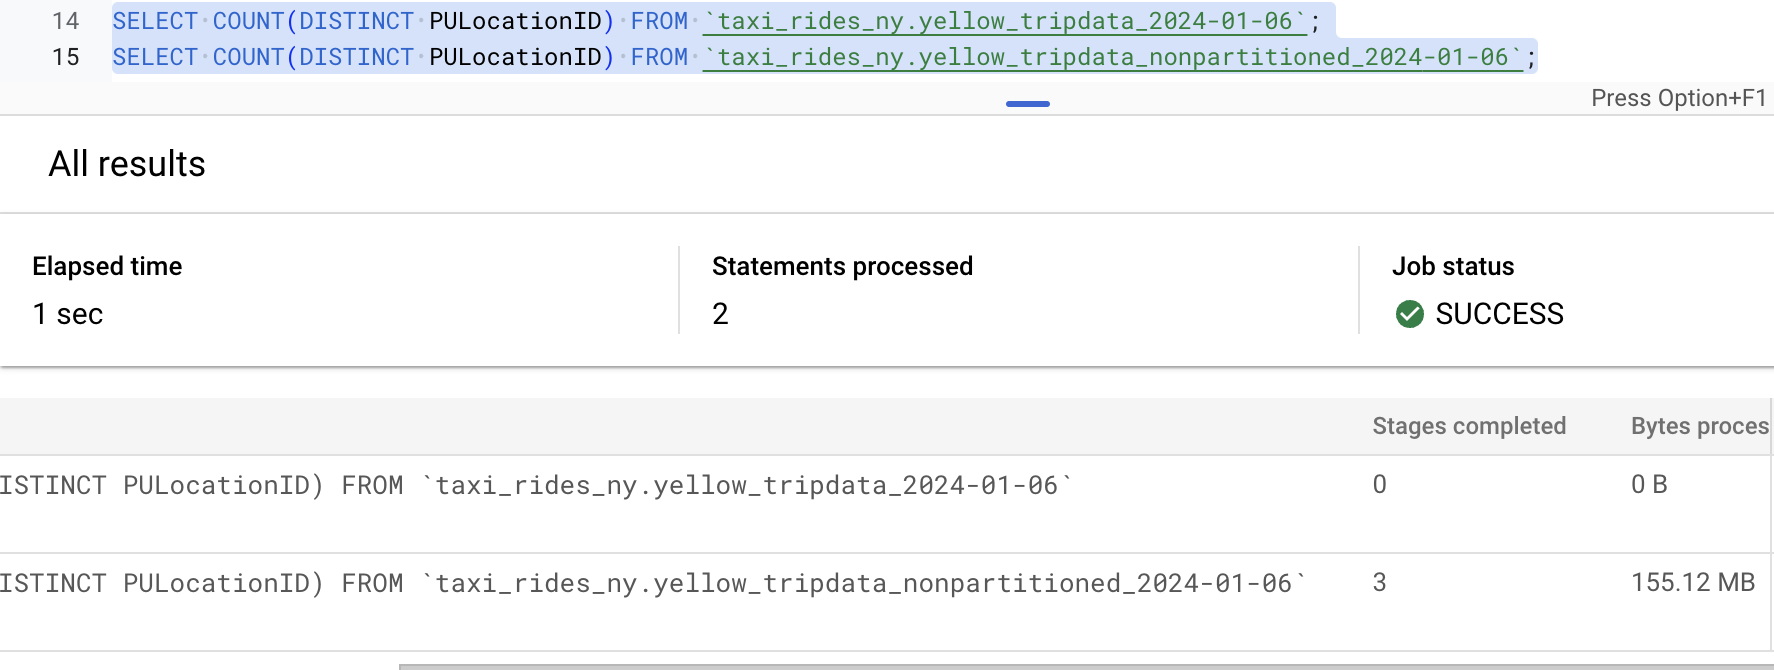 14 SELECT COUNT(DISTINCT PULocationID) FROM `taxi_rides_ny.yellow_tripdata_2024-01-06`;
15 SELECT COUNT(DISTINCT PULocationID) FROM `taxi_rides_ny.yellow_tripdata_nonpartitioned_2024-01-06`;
Press Option+F1
All results
Elapsed time Statements processed Job status
1 sec 2 SUCCESS
Stages completed Bytes proces
ISTINCT PULocationID) FROM `taxi_rides_ny.yellow_tripdata_2024-01-06` 0 0 B
ISTINCT PULocationID) FROM `taxi_rides_ny.yellow_tripdata_nonpartitioned_2024-01-06` 3 155.12 MB